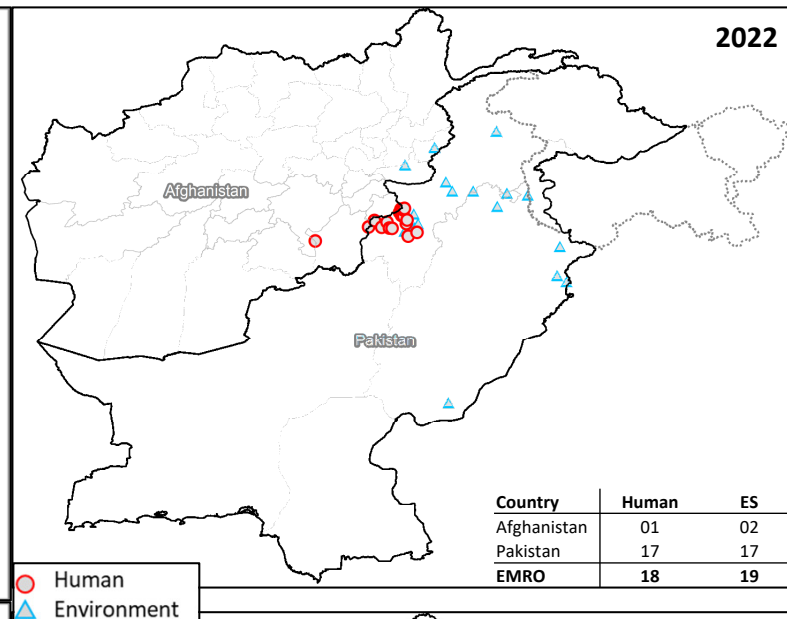 2022
Afghanistan
Pakistan
Country Human ES
Afghanistan 01 02
Pakistan 17 17
EMRO 18 19
Human
Environment